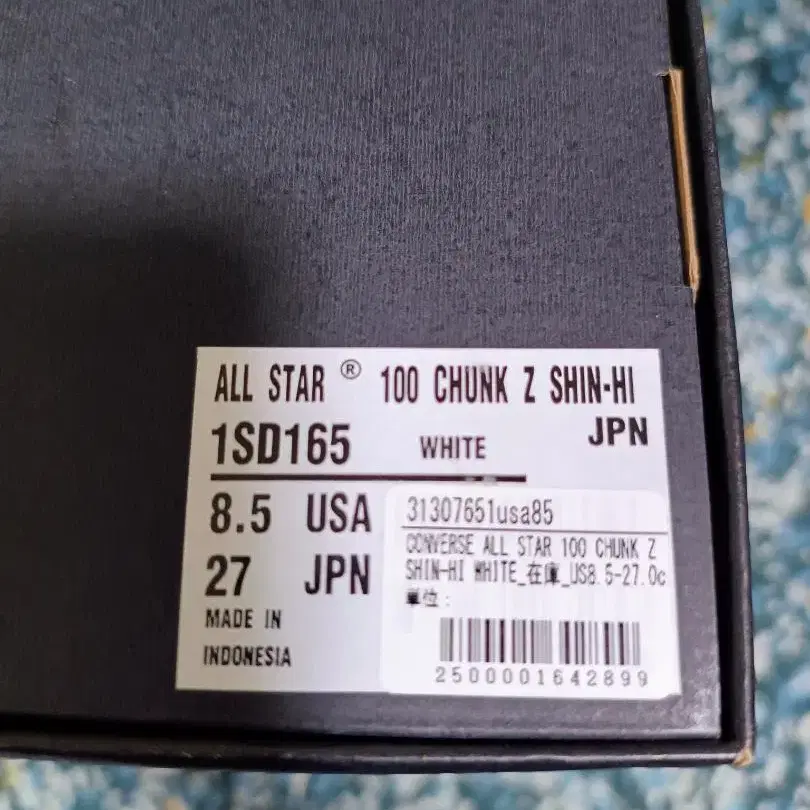 ALL STAR ® 100 CHUNK Z SHIN-HI
JPN
1SD165 WHITE
8.5 USA
27 JPN
MADE IN
INDONESIA
31307651usa85
CONVERSE ALL STAR 100 CHUNK Z
SHIN-HI WHITE_在庫_US8.5-27.0c
単位:
2500001642899